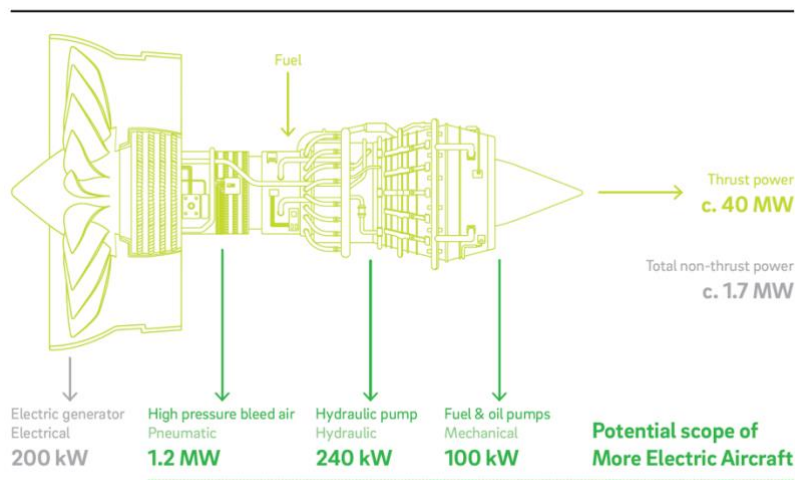 Fuel
Thrust power
c. 40 MW
Total non-thrust power
c. 1.7 MW
Electric generator
Electrical
200 kW
High pressure bleed air
Pneumatic
1.2 MW
Hydraulic pump
Hydraulic
240 kW
Fuel & oil pumps
Mechanical
100 kW
Potential scope of
More Electric Aircraft